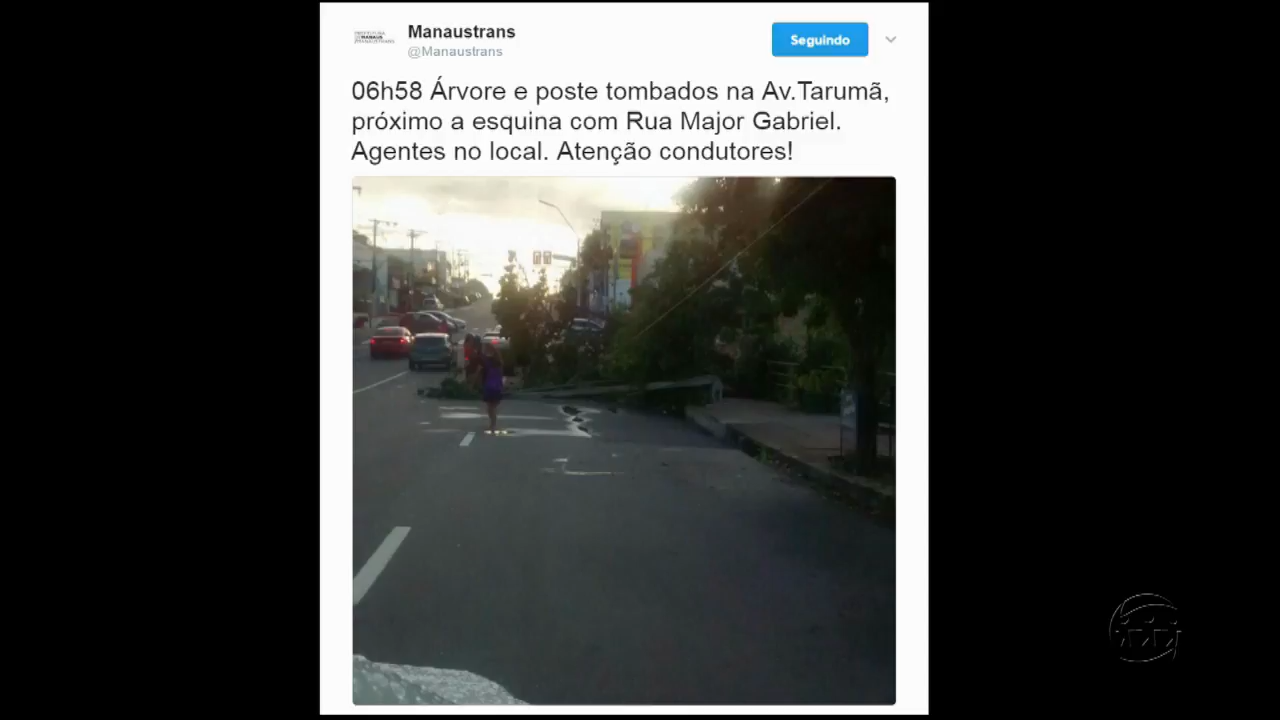 Manaustrans
@Manaustrans
Seguindo
06h58 Árvore e poste tombados na Av.Tarumã,
próximo a esquina com Rua Major Gabriel.
Agentes no local. Atenção condutores!